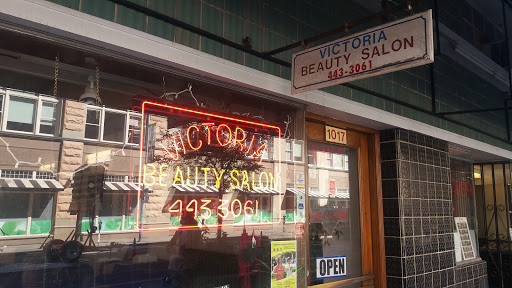 VICTORIA
BEAUTY SALON
443-3061
1017
VICTORIA
BEAUTY SALON
443-3061
OPEN